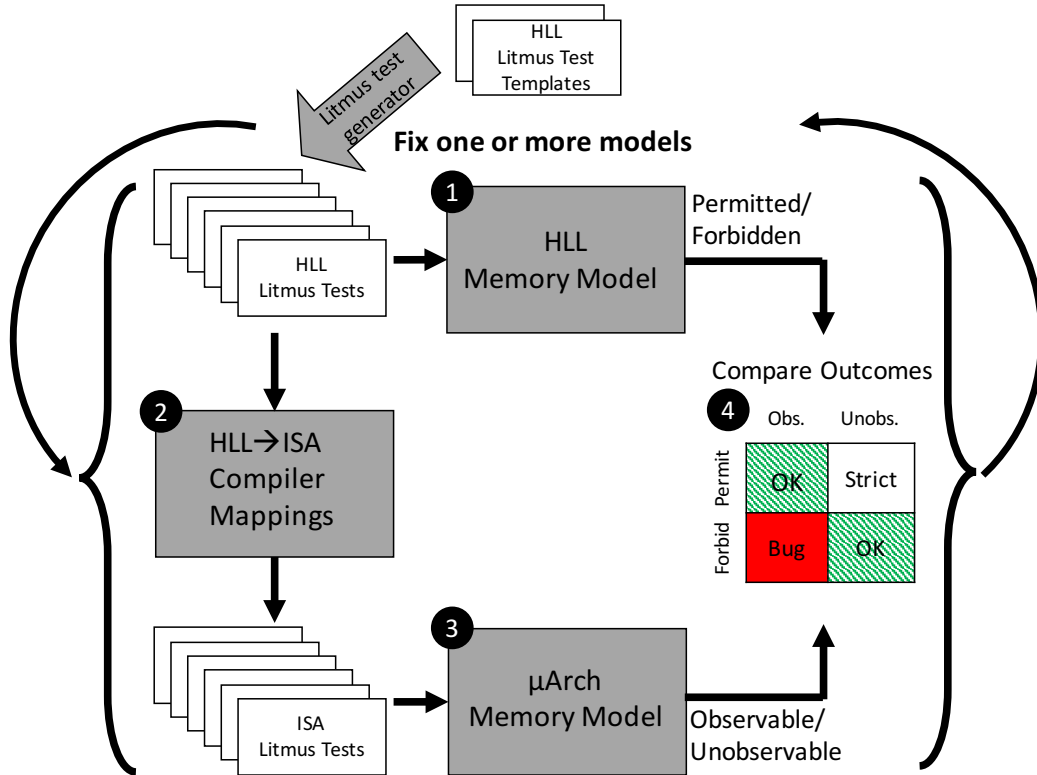 HLL
Litmus Test
Templates
Litmus test
generator
Fix one or more models
1
HLL
Memory Model
Permitted/
Forbidden
HLL
Litmus Tests
2
HLL→ISA
Compiler
Mappings
Compare Outcomes
4
Obs. Unobs.
Permit
OK Strict
Forbid
Bug OK
ISA
Litmus Tests
3
µArch
Memory Model
Observable/
Unobservable